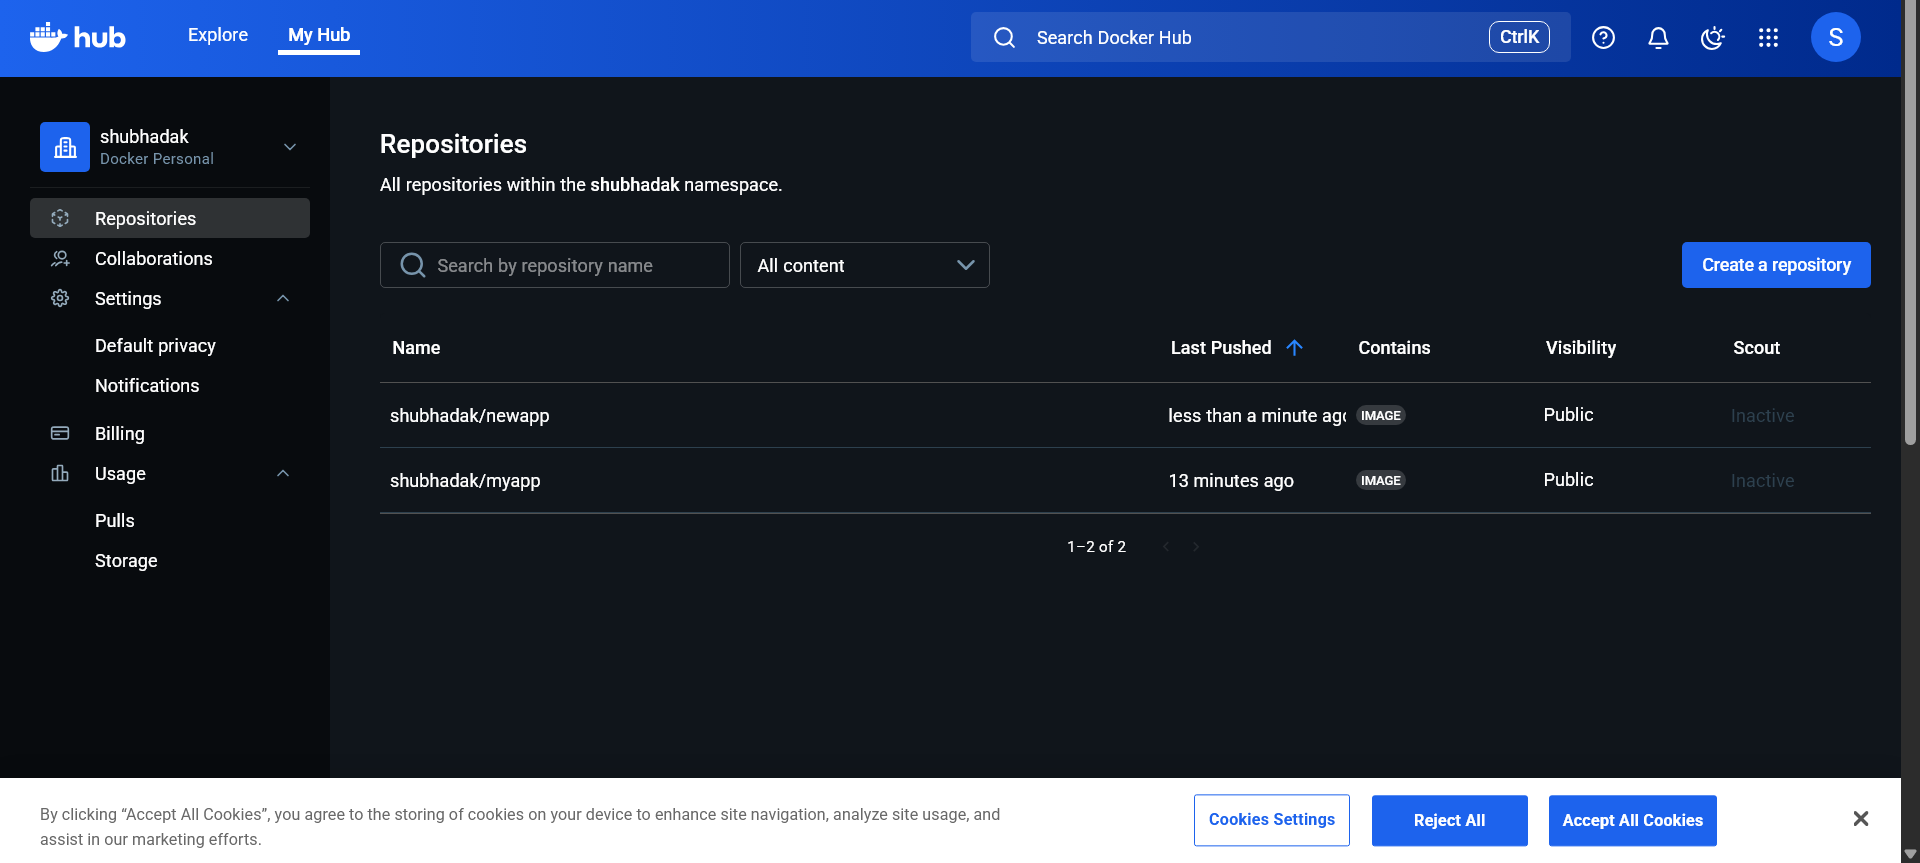 hub
Explore
My Hub
Search Docker Hub
CtrlK
S
shubhadak
Docker Personal
Repositories
Collaborations
Settings
Default privacy
Notifications
Billing
Usage
Pulls
Storage
Repositories
All repositories within the shubhadak namespace.
Search by repository name
All content
Create a repository
Name Last Pushed Contains Visibility Scout
shubhadak/newapp less than a minute ago IMAGE Public Inactive
shubhadak/myapp 13 minutes ago IMAGE Public Inactive
1–2 of 2
By clicking “Accept All Cookies”, you agree to the storing of cookies on your device to enhance site navigation, analyze site usage, and
assist in our marketing efforts.
Cookies Settings
Reject All
Accept All Cookies